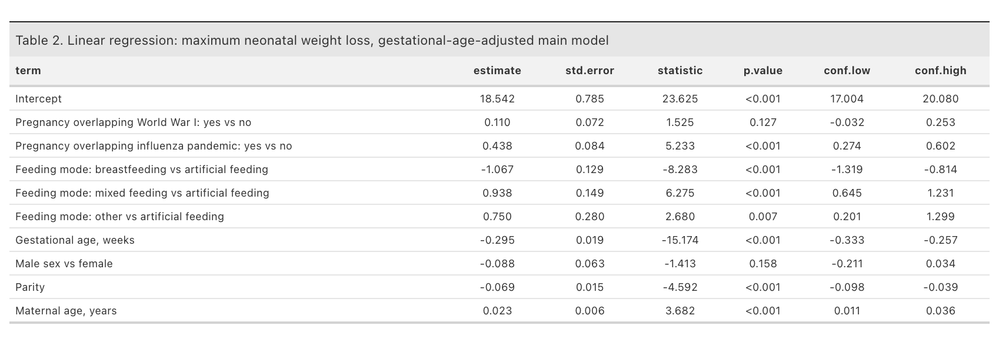 Table 2. Linear regression: maximum neonatal weight loss, gestational-age-adjusted main model
term estimate std.error statistic p.value conf.low conf.high
Intercept 18.542 0.785 23.625 <0.001 17.004 20.080
Pregnancy overlapping World War I: yes vs no 0.110 0.072 1.525 0.127 -0.032 0.253
Pregnancy overlapping influenza pandemic: yes vs no 0.438 0.084 5.233 <0.001 0.274 0.602
Feeding mode: breastfeeding vs artificial feeding -1.067 0.129 -8.283 <0.001 -1.319 -0.814
Feeding mode: mixed feeding vs artificial feeding 0.938 0.149 6.275 <0.001 0.645 1.231
Feeding mode: other vs artificial feeding 0.750 0.280 2.680 0.007 0.201 1.299
Gestational age, weeks -0.295 0.019 -15.174 <0.001 -0.333 -0.257
Male sex vs female -0.088 0.063 -1.413 0.158 -0.211 0.034
Parity -0.069 0.015 -4.592 <0.001 -0.098 -0.039
Maternal age, years 0.023 0.006 3.682 <0.001 0.011 0.036